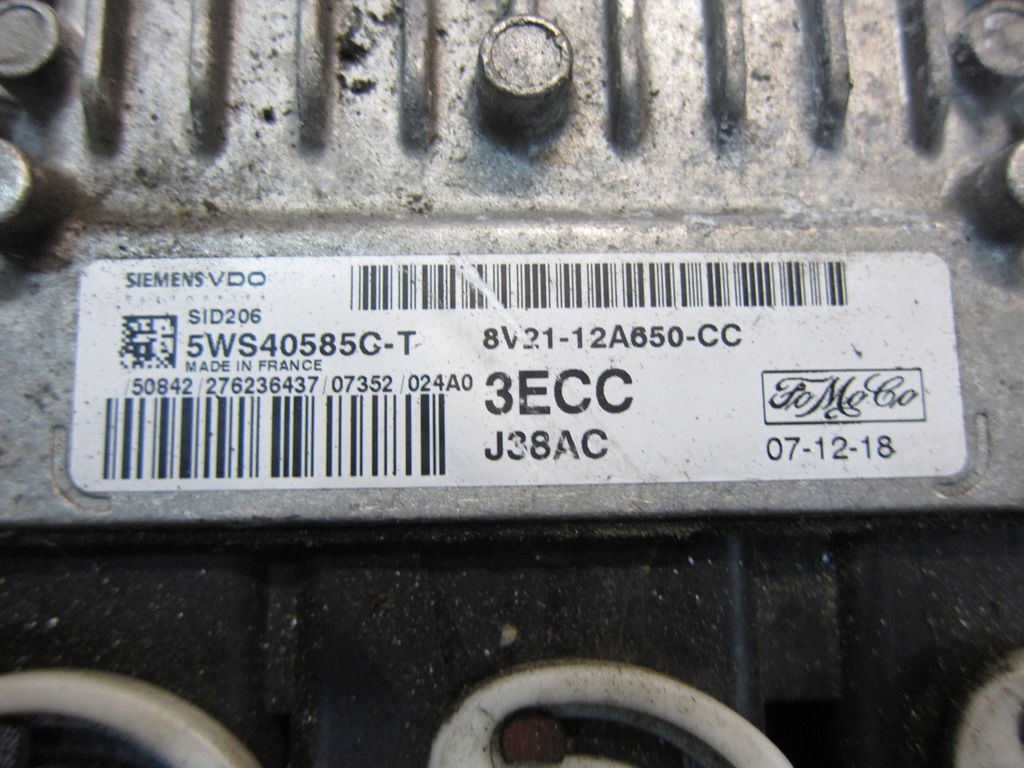 SIEMENS VDO
SID206
5WS40585C-T
MADE IN FRANCE
/50842/276236437/07352/024A0
8V21-12A650-CC
3ECC
J38AC
FoMoCo
07-12-18